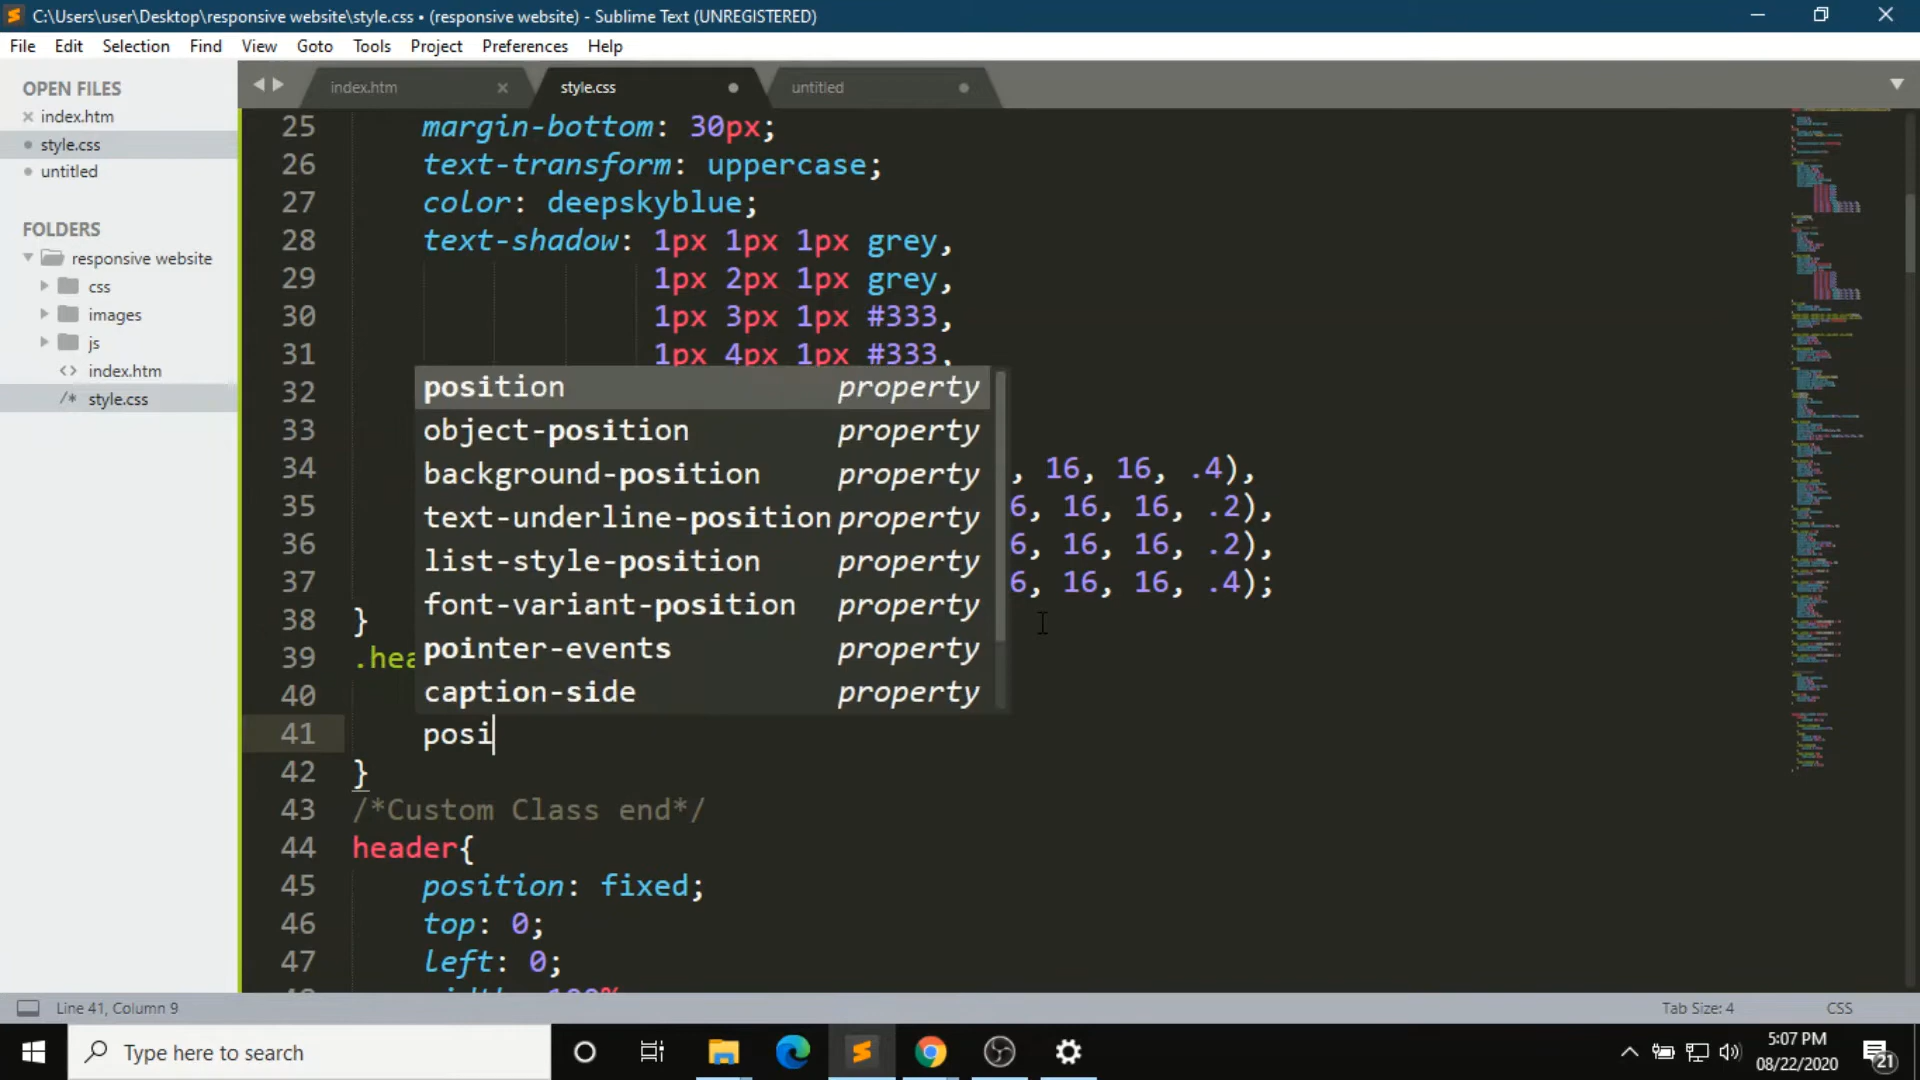 C:\Users\user\Desktop\responsive website\style.css • (responsive website) - Sublime Text (UNREGISTERED)
File Edit Selection Find View Goto Tools Project Preferences Help
OPEN FILES
index.htm
style.css
untitled
FOLDERS
responsive website
css
images
js
<> index.htm
/* style.css
index.htm style.css untitled
25 margin-bottom: 30px;
26 text-transform: uppercase;
27 color: deepskyblue;
28 text-shadow: 1px 1px 1px grey,
29 1px 2px 1px grey,
30 1px 3px 1px #333,
31 1px 4px 1px #333,
32
33
34 , 16, 16, .4),
35 6, 16, 16, .2),
36 6, 16, 16, .2),
37 6, 16, 16, .4);
38 }
39 .hea
40
41 posi
42 }
43 /*Custom Class end*/
44 header{
45 position: fixed;
46 top: 0;
47 left: 0;
position property
object-position property
background-position property
text-underline-position property
list-style-position property
font-variant-position property
pointer-events property
caption-side property
Line 41, Column 9
Tab Size: 4
CSS
Type here to search
5:07 PM
08/22/2020
21